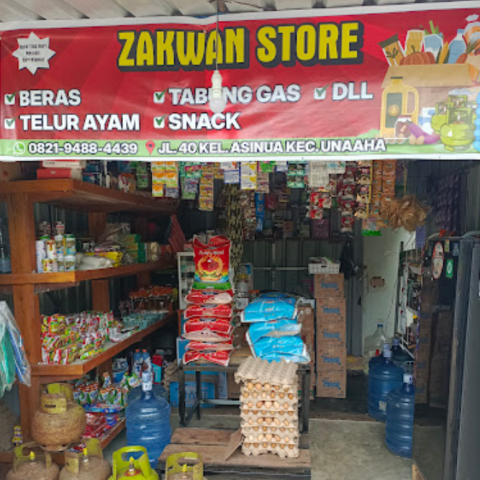 ZAKWAN STORE
BERAS
TABUNG GAS
DLL
TELUR AYAM
SNACK
0821-9488-4439
JL. 40 KEL. ASINUA KEC. UNAAHA